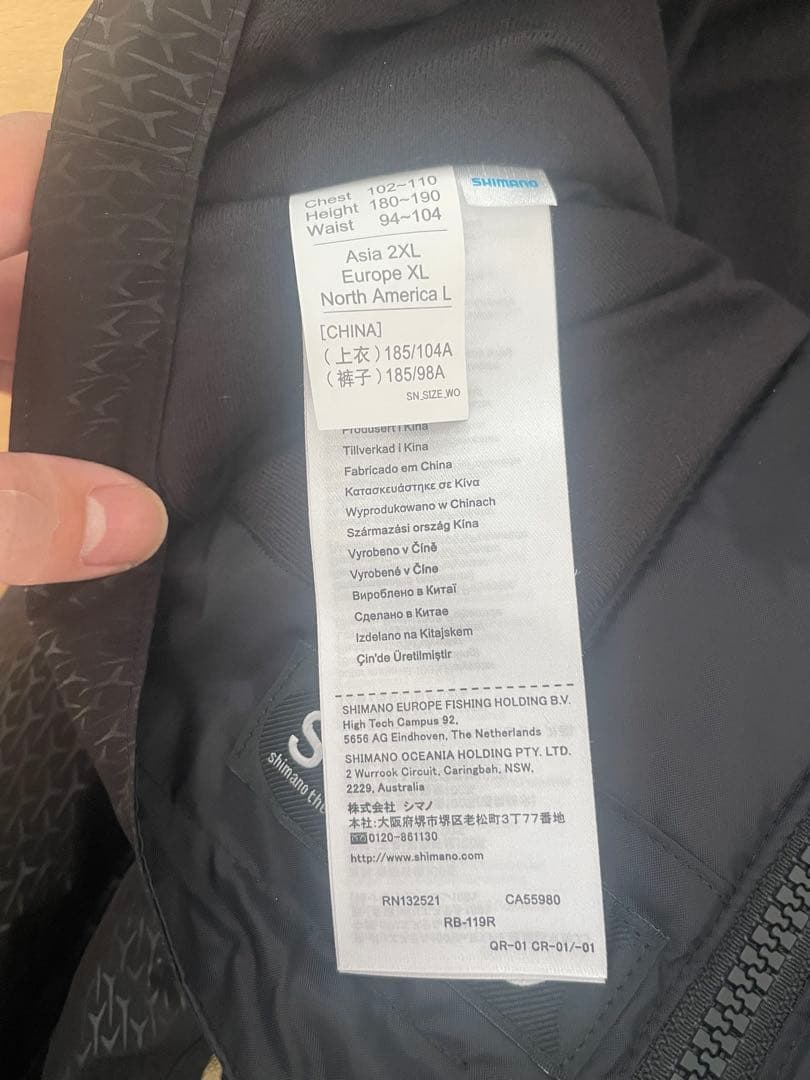 SHIMANO
Chest 102~110
Height 180~190
Waist 94~104
Asia 2XL
Europe XL
North America L
[CHINA]
(上衣)185/104A
(裤子)185/98A
SN_SIZE_WO
Produsert i Kina
Tillverkad i Kina
Fabricado em China
Κατασκευάστηκε σε Κίνα
Wyprodukowano w Chinach
Származási ország Kína
Vyrobeno v Číně
Vyrobené v Číne
Вироблено в Китаї
Сделано в Китае
Izdelano na Kitajskem
Çin'de Üretilmiştir
SHIMANO EUROPE FISHING HOLDING B.V.
High Tech Campus 92,
5656 AG Eindhoven, The Netherlands
SHIMANO OCEANIA HOLDING PTY. LTD.
2 Wurrook Circuit, Caringbah, NSW,
2229, Australia
株式会社 シマノ
本社:大阪府堺市堺区老松町3丁77番地
0120-861130
http://www.shimano.com
RN132521 CA55980
RB-119R
QR-01 CR-01/-01
S
shimano the